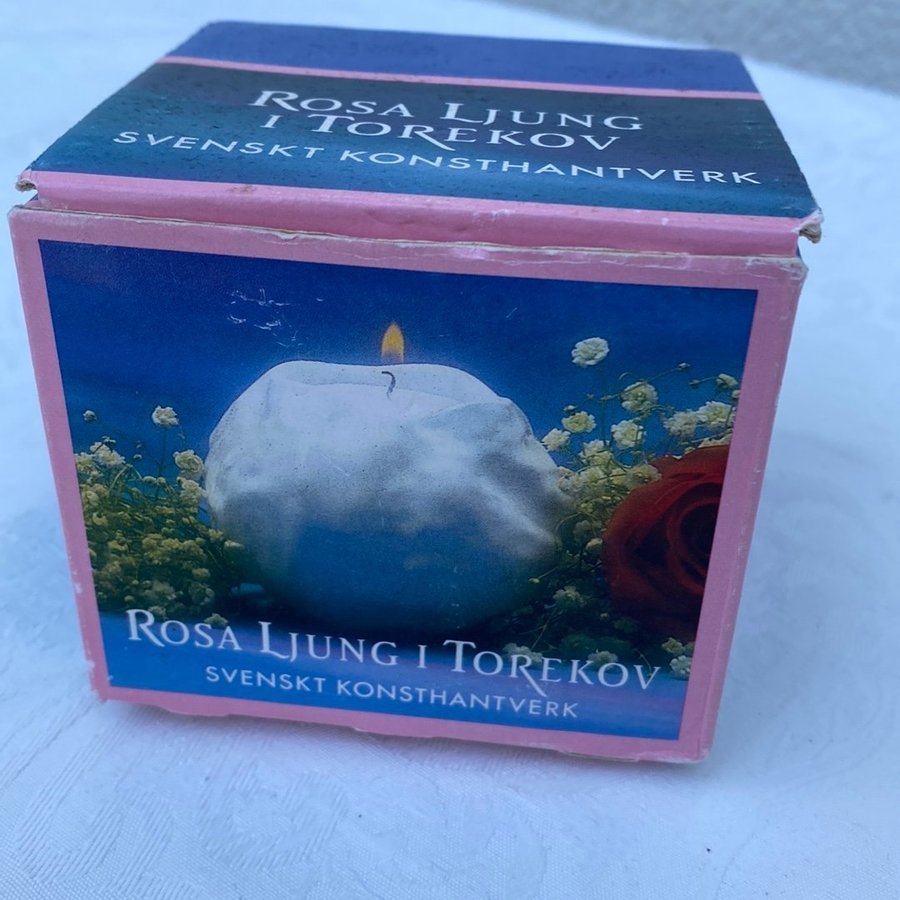 ROSA LJUNG
I TOREKOV
SVENSKT KONSTHANTVERK
ROSA LJUNG I TOREKOV
SVENSKT KONSTHANTVERK